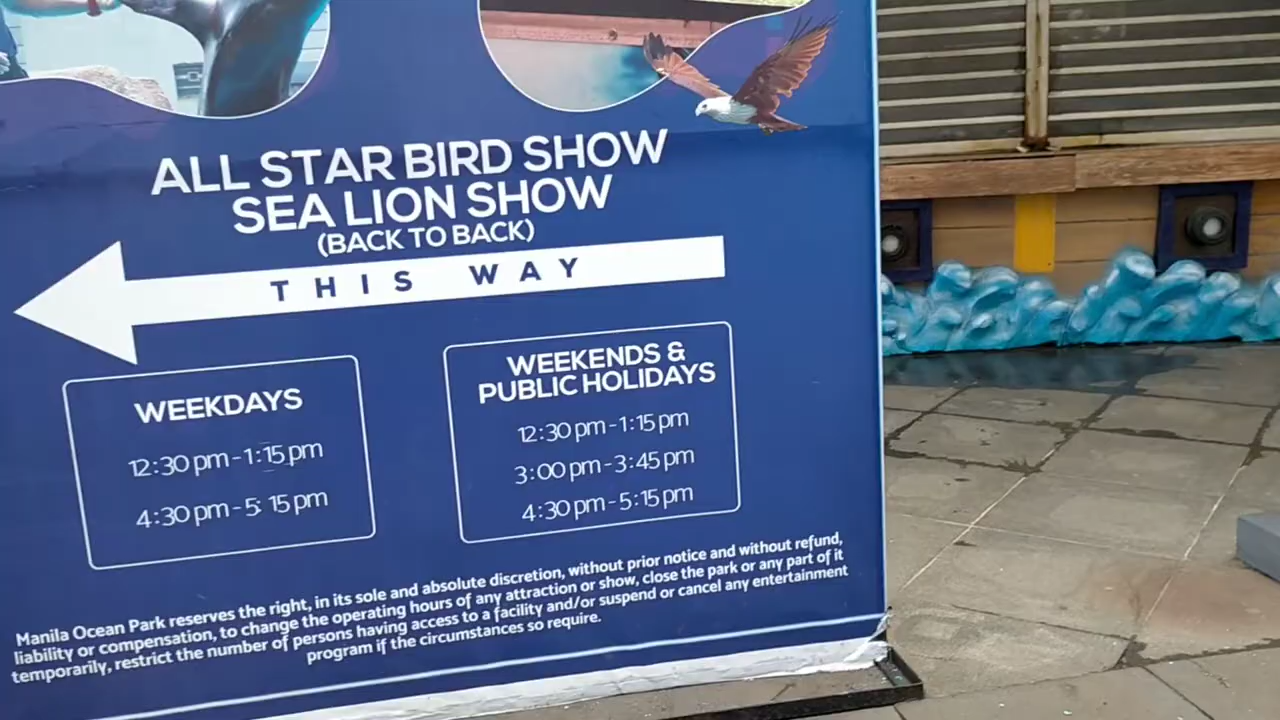 ALL STAR BIRD SHOW
SEA LION SHOW
(BACK TO BACK)
THIS WAY
WEEKDAYS
12:30 pm - 1:15 pm
4:30 pm - 5: 15 pm
WEEKENDS &
PUBLIC HOLIDAYS
12:30 pm - 1:15 pm
3:00 pm - 3:45 pm
4:30 pm - 5:15 pm
Manila Ocean Park reserves the right, in its sole and absolute discretion, without prior notice and without refund,
liability or compensation, to change the operating hours of any attraction or show, close the park or any part of it
temporarily, restrict the number of persons having access to a facility and/or suspend or cancel any entertainment
program if the circumstances so require.